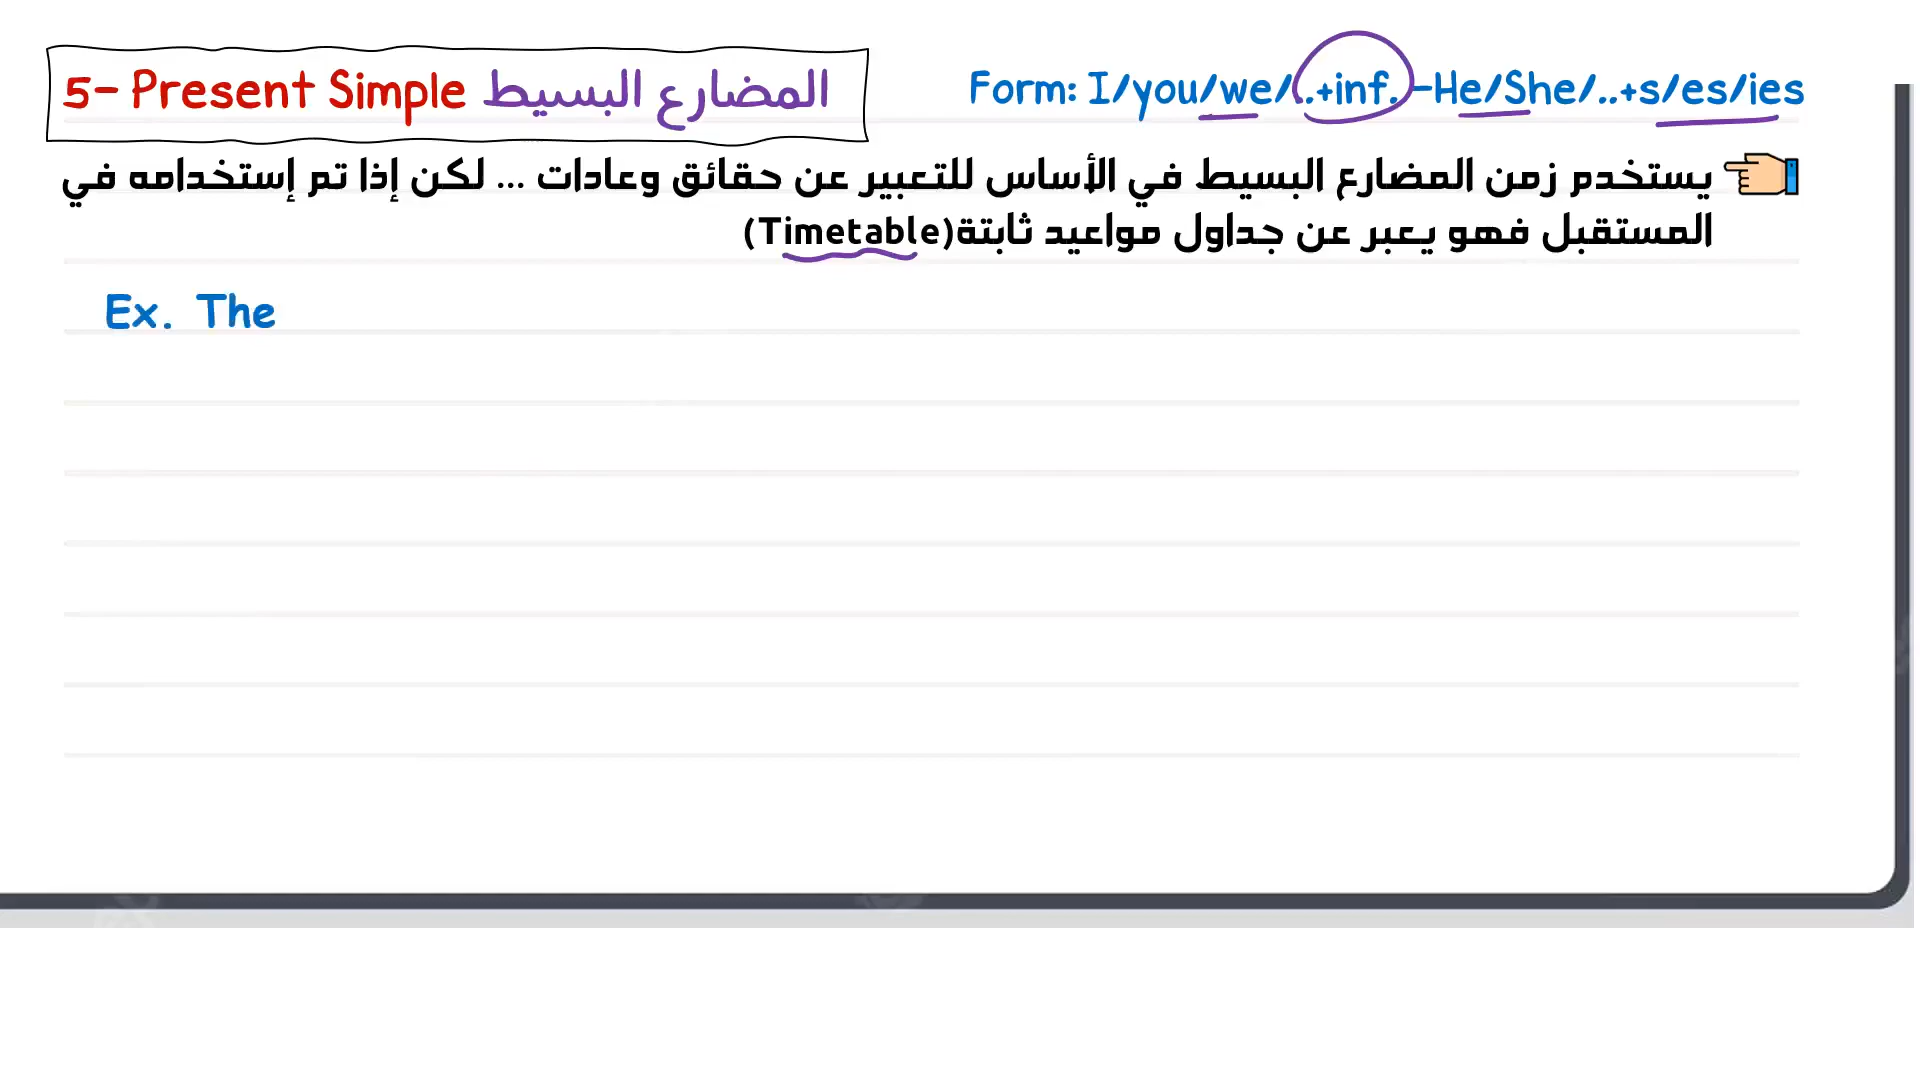 5- Present Simple المضارع البسيط
Form: I/you/we/..+inf. -He/She/..+s/es/ies
يستخدم زمن المضارع البسيط في الأساس للتعبير عن حقائق وعادات ... لكن إذا تم إستخدامه في
المستقبل فهو يعبر عن جداول مواعيد ثابتة(Timetable)
Ex. The